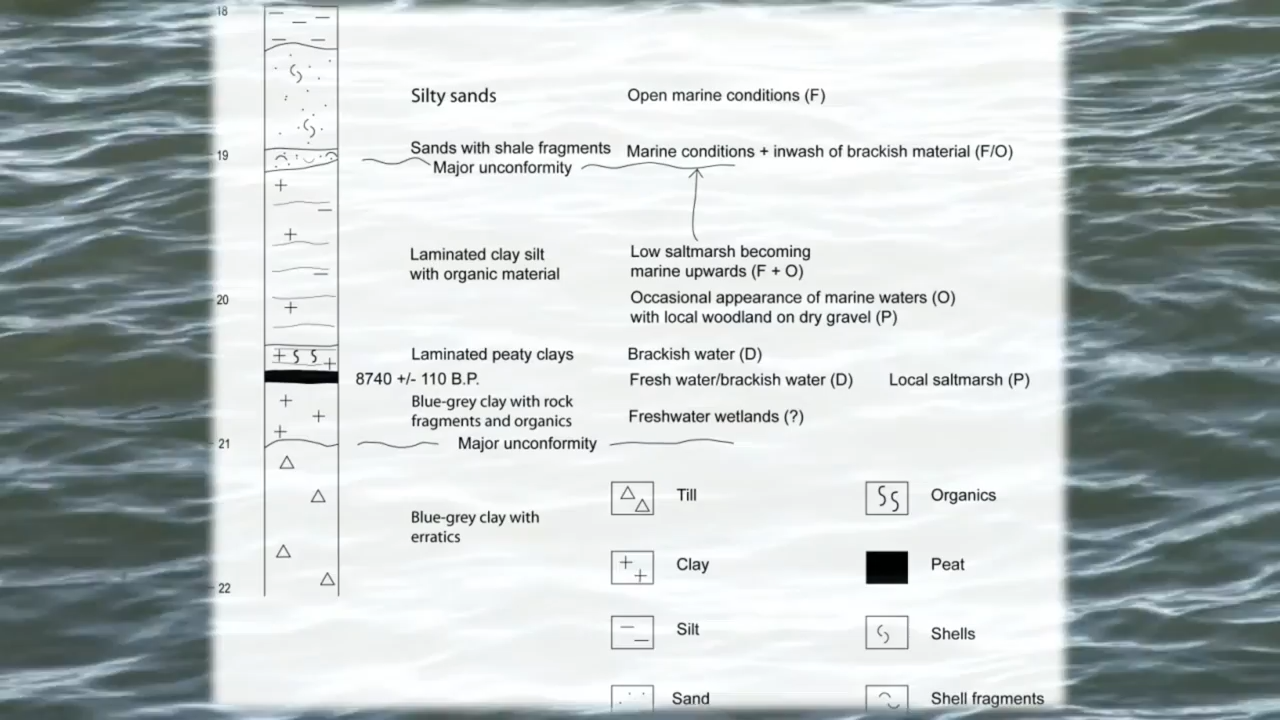 18
Silty sands Open marine conditions (F)
Sands with shale fragments Marine conditions + inwash of brackish material (F/O)
19
Major unconformity
Laminated clay silt Low saltmarsh becoming
with organic material marine upwards (F + O)
20 Occasional appearance of marine waters (O)
with local woodland on dry gravel (P)
Laminated peaty clays Brackish water (D)
8740 +/- 110 B.P. Fresh water/brackish water (D) Local saltmarsh (P)
Blue-grey clay with rock
fragments and organics Freshwater wetlands (?)
21 Major unconformity
Till Organics
Blue-grey clay with
erratics
Clay Peat
22
Silt Shells
Sand Shell fragments